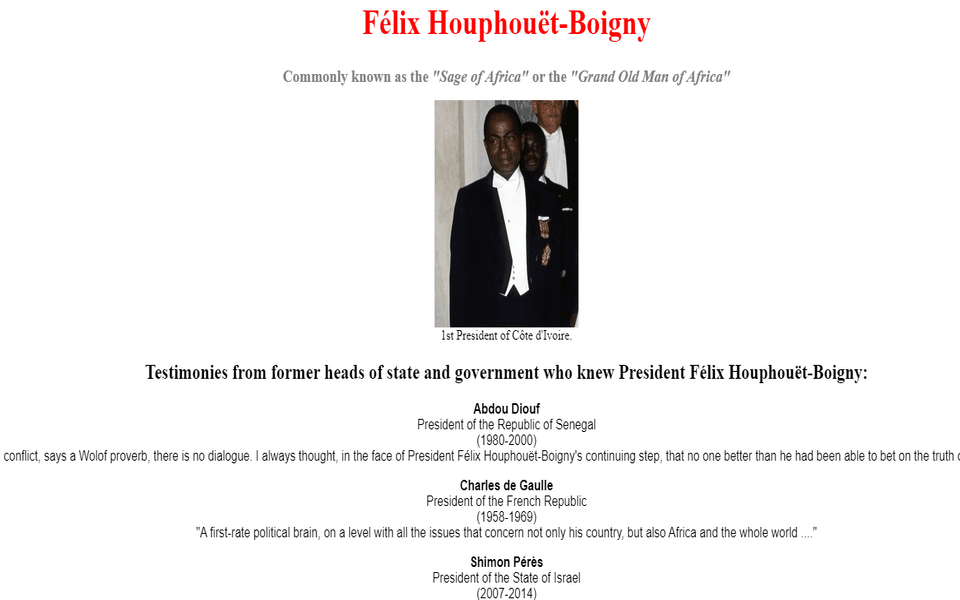 Félix Houphouët-Boigny
Commonly known as the "Sage of Africa" or the "Grand Old Man of Africa"
1st President of Côte d'Ivoire.
Testimonies from former heads of state and government who knew President Félix Houphouët-Boigny:
Abdou Diouf
President of the Republic of Senegal
(1980-2000)
conflict, says a Wolof proverb, there is no dialogue. I always thought, in the face of President Félix Houphouët-Boigny's continuing step, that no one better than he had been able to bet on the truth
Charles de Gaulle
President of the French Republic
(1958-1969)
"A first-rate political brain, on a level with all the issues that concern not only his country, but also Africa and the whole world ...."
Shimon Pérès
President of the State of Israel
(2007-2014)